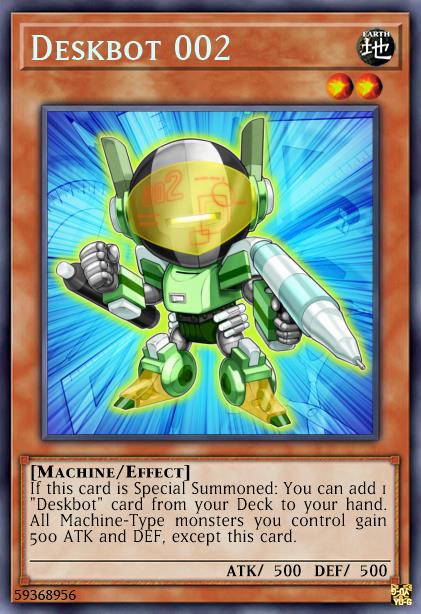 DESKBOT 002
EARTH
地
002
[MACHINE/EFFECT]
If this card is Special Summoned: You can add 1
"Deskbot" card from your Deck to your hand.
All Machine-Type monsters you control gain
500 ATK and DEF, except this card.
ATK/ 500 DEF/ 500
59368956